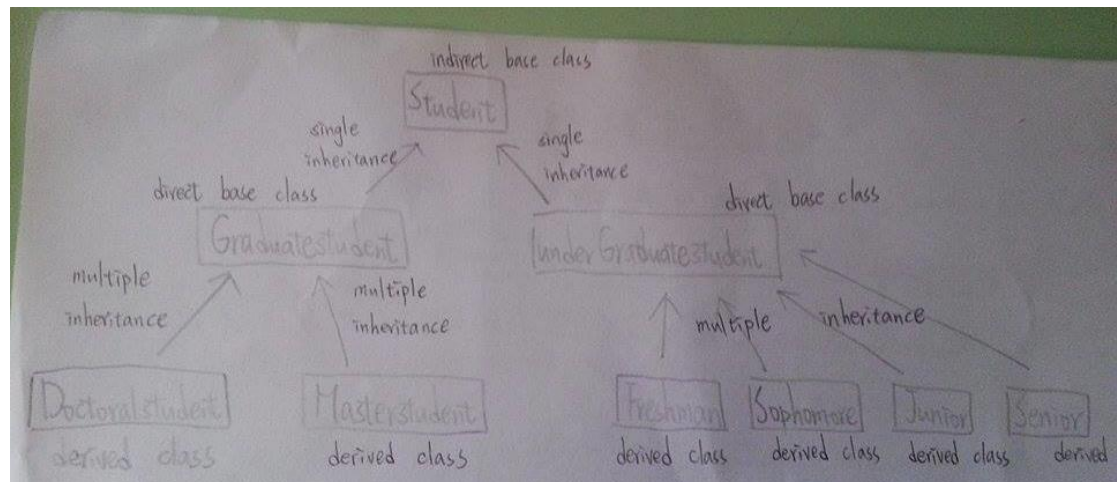 indirect base class
Student
single
inheritance
single
inheritance
direct base class
direct base class
Graduatestudent
underGraduatestudent
multiple
inheritance
multiple
inheritance
multiple inheritance
Doctoralstudent
Masterstudent
Freshman
Sophomore
Junior
Senior
derived class
derived class
derived class
derived class
derived class
derived